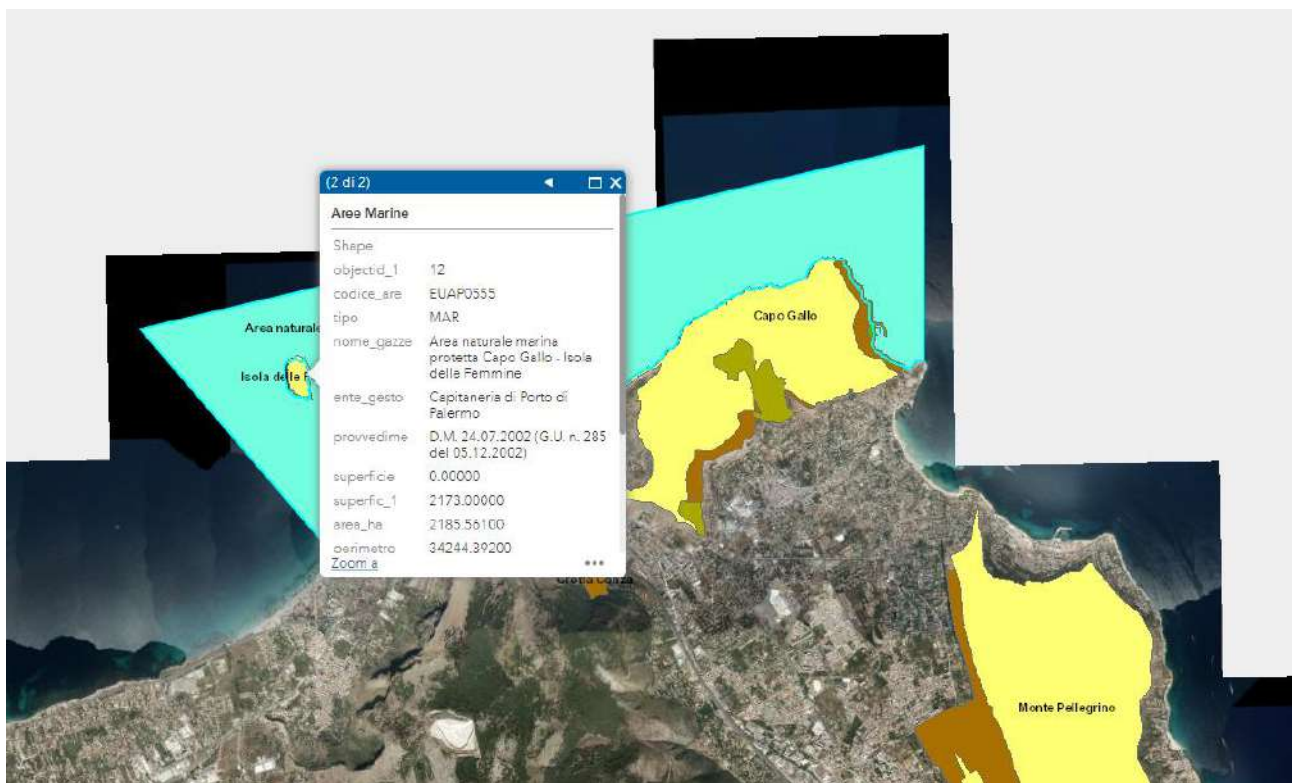 (2 di 2)
Aree Marine
Shape
objectid_1 12
codice_are EUAP0555
tipo MAR
nome_gazze Area naturale marina
protetta Capo Gallo - Isola
delle Femmine
ente_gesto Capitaneria di Porto di
Palermo
provvedime D.M. 24.07.2002 (G.U. n. 285
del 05.12.2002)
superficie 0.00000
superfic_1 2173.00000
area_ha 2185.56100
perimetro 34244.39200
Zoom a
Area naturale
Isola delle F
Capo Gallo
Grotta Conza
Monte Pellegrino